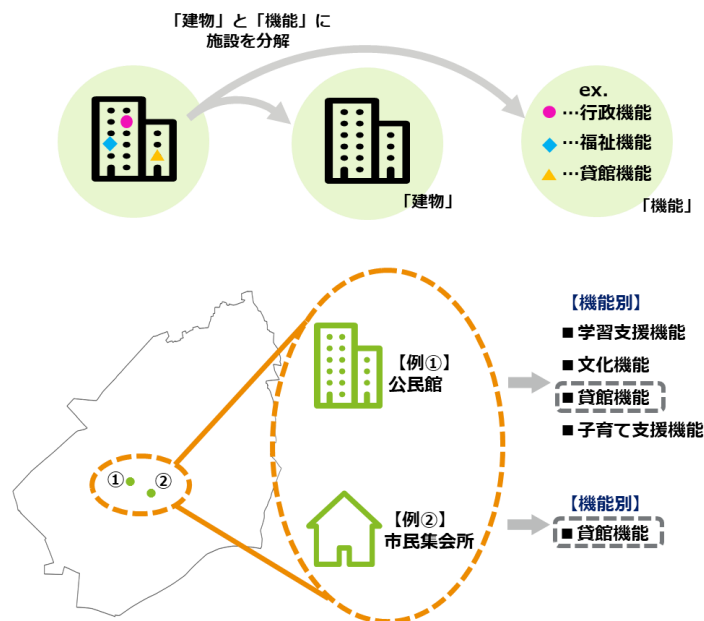 「建物」と「機能」に
施設を分解
ex.
…行政機能
…福祉機能
…貸館機能
「建物」
「機能」
①
②
【例①】
公民館
【機能別】
■学習支援機能
■文化機能
■貸館機能
■子育て支援機能
【例②】
市民集会所
【機能別】
■貸館機能